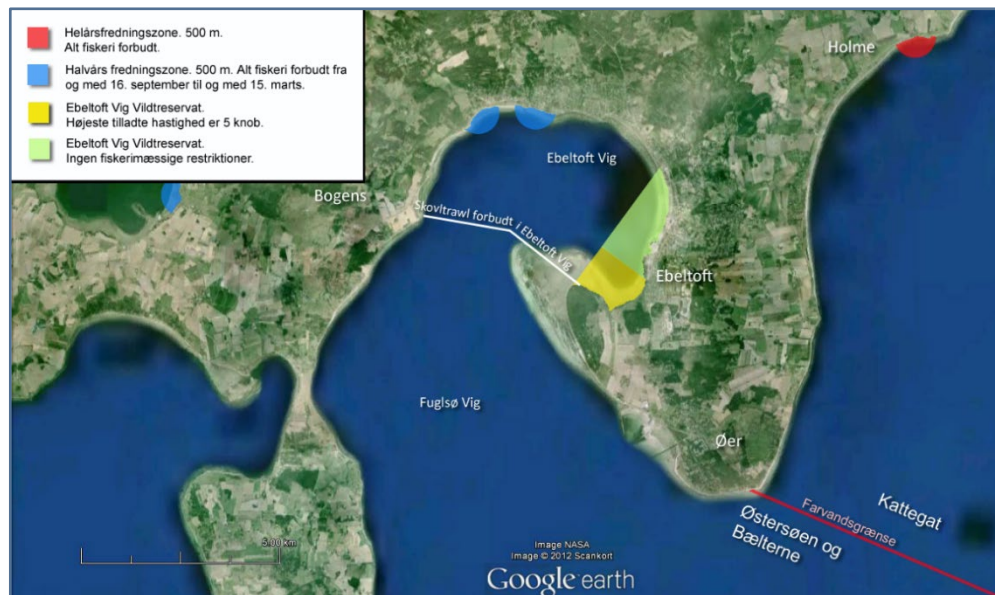 Helårsfredningszone. 500 m.
Alt fiskeri forbudt.
Halvårs fredningszone. 500 m. Alt fiskeri forbudt fra
og med 16. september til og med 15. marts.
Ebeltoft Vig Vildtreservat.
Højeste tilladte hastighed er 5 knob.
Ebeltoft Vig Vildtreservat.
Ingen fiskerimæssige restriktioner.
Holme
Ebeltoft Vig
Bogens
Skovltrawl forbudt i Ebeltoft Vig
Ebeltoft
Fuglsø Vig
Øer
Kattegat
Farvandsgrænse
Østersøen og
Bælterne
5.00 km
Image NASA
Image © 2012 Scankort
Google earth